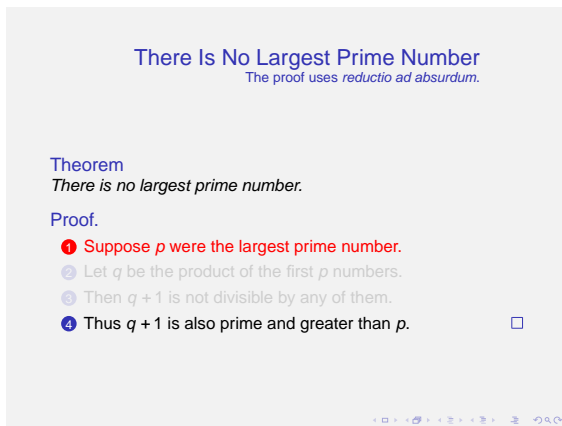 There Is No Largest Prime Number
The proof uses reductio ad absurdum.
Theorem
There is no largest prime number.
Proof.
1 Suppose p were the largest prime number.
2 Let q be the product of the first p numbers.
3 Then q + 1 is not divisible by any of them.
4 Thus q + 1 is also prime and greater than p.